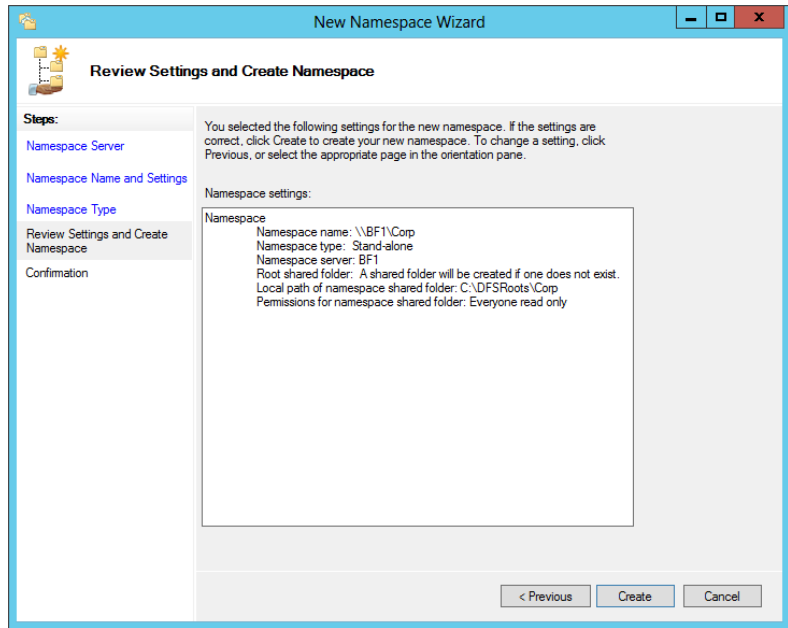 New Namespace Wizard
Review Settings and Create Namespace
Steps:
Namespace Server
Namespace Name and Settings
Namespace Type
Review Settings and Create
Namespace
Confirmation
You selected the following settings for the new namespace. If the settings are
correct, click Create to create your new namespace. To change a setting, click
Previous, or select the appropriate page in the orientation pane.
Namespace settings:
Namespace
Namespace name: \\BF1\Corp
Namespace type: Stand-alone
Namespace server: BF1
Root shared folder: A shared folder will be created if one does not exist.
Local path of namespace shared folder: C:\DFSRoots\Corp
Permissions for namespace shared folder: Everyone read only
< Previous
Create
Cancel